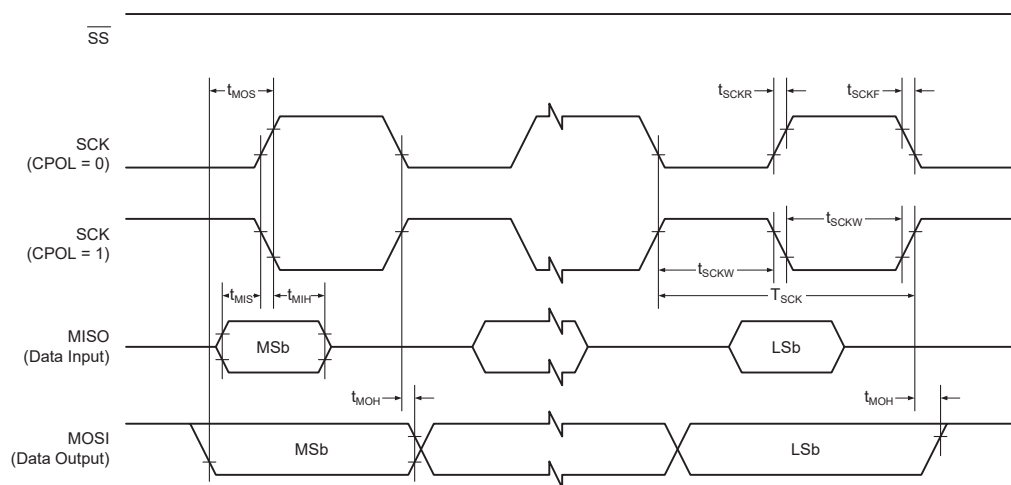 SS
tMOS
tSCKR
tSCKF
SCK
(CPOL = 0)
SCK
(CPOL = 1)
tSCKW
tSCKW
tMIS
tMIH
TSCK
MISO
(Data Input)
MSb
LSb
tMOH
tMOH
MOSI
(Data Output)
MSb
LSb